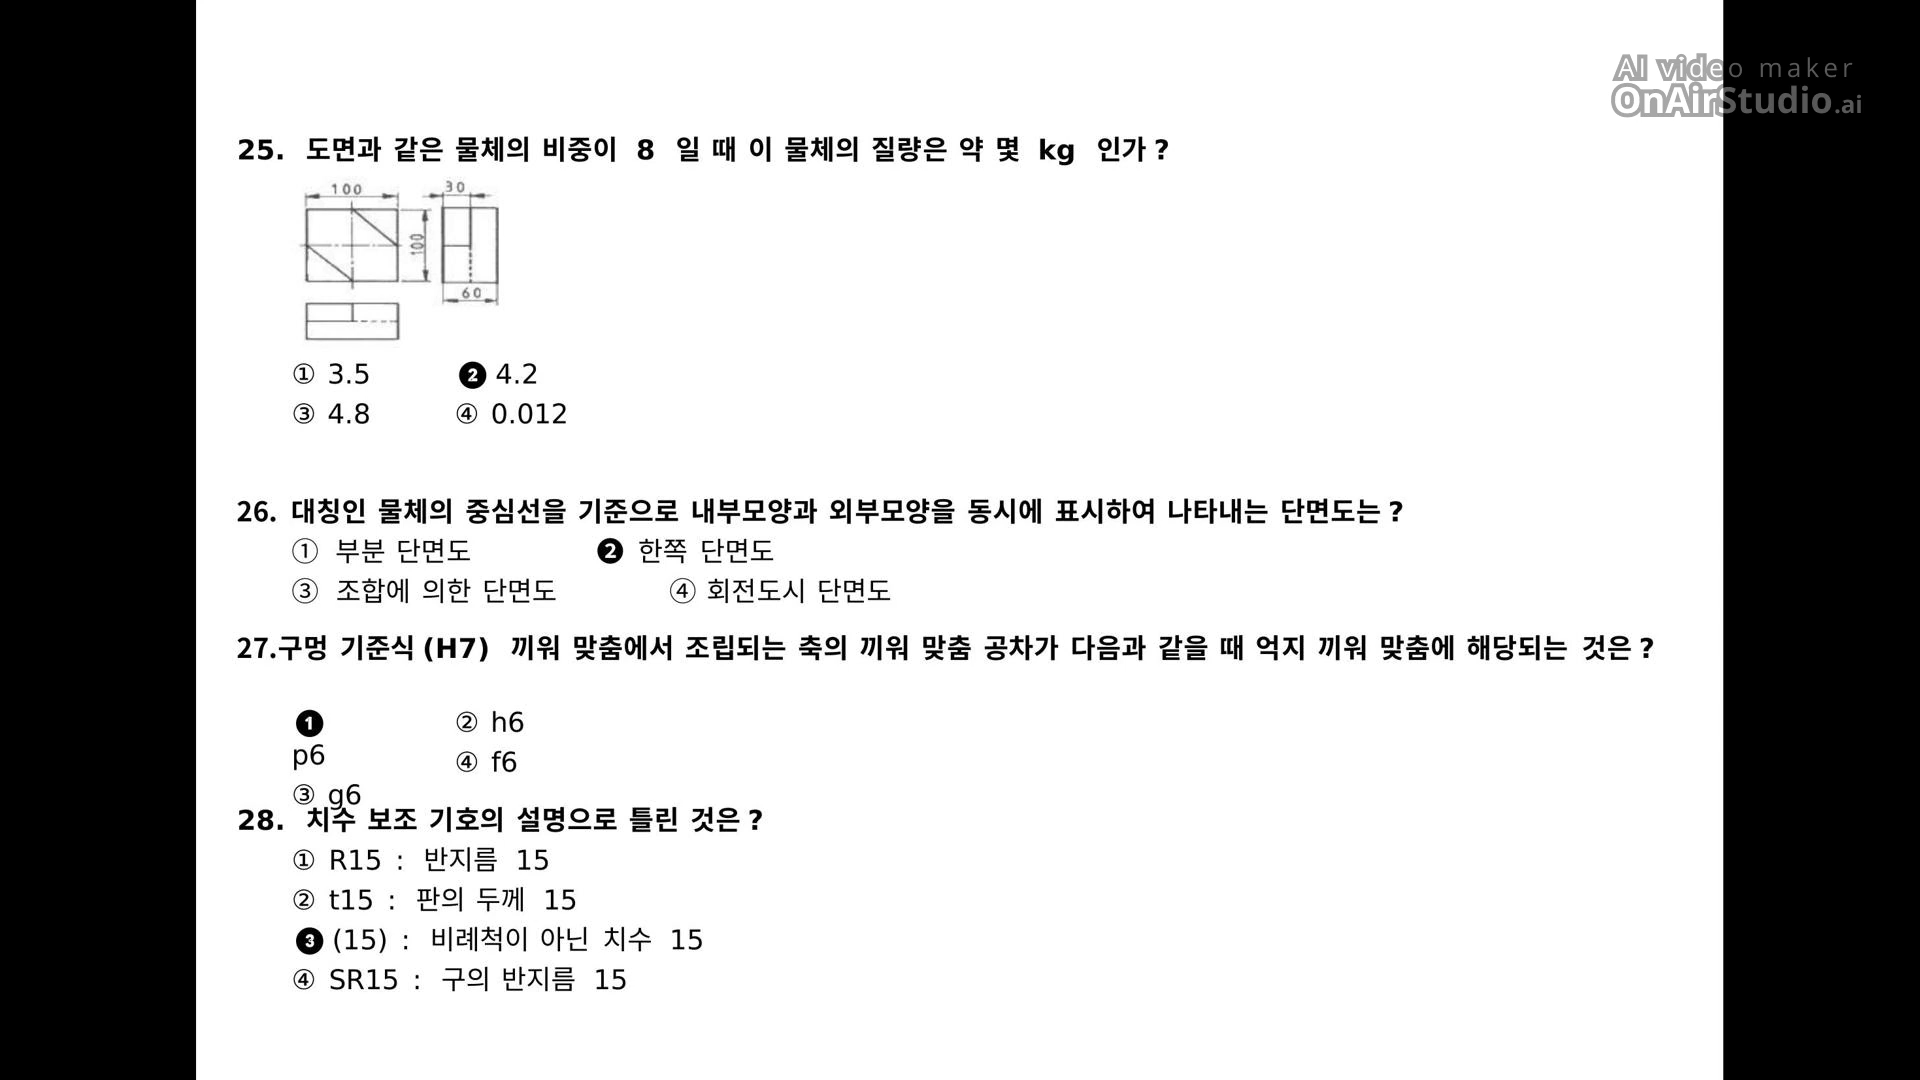 AI video maker
OnAirStudio.ai
25. 도면과 같은 물체의 비중이 8 일 때 이 물체의 질량은 약 몇 kg 인가 ?
100
30
100
60
① 3.5 ❷ 4.2
③ 4.8 ④ 0.012
26. 대칭인 물체의 중심선을 기준으로 내부모양과 외부모양을 동시에 표시하여 나타내는 단면도는 ?
① 부분 단면도 ❷ 한쪽 단면도
③ 조합에 의한 단면도 ④ 회전도시 단면도
27.구멍 기준식 (H7) 끼워 맞춤에서 조립되는 축의 끼워 맞춤 공차가 다음과 같을 때 억지 끼워 맞춤에 해당되는 것은 ?
❶ ② h6
p6
④ f6
③ g6
28. 치수 보조 기호의 설명으로 틀린 것은 ?
① R15 : 반지름 15
② t15 : 판의 두께 15
❸ (15) : 비례척이 아닌 치수 15
④ SR15 : 구의 반지름 15